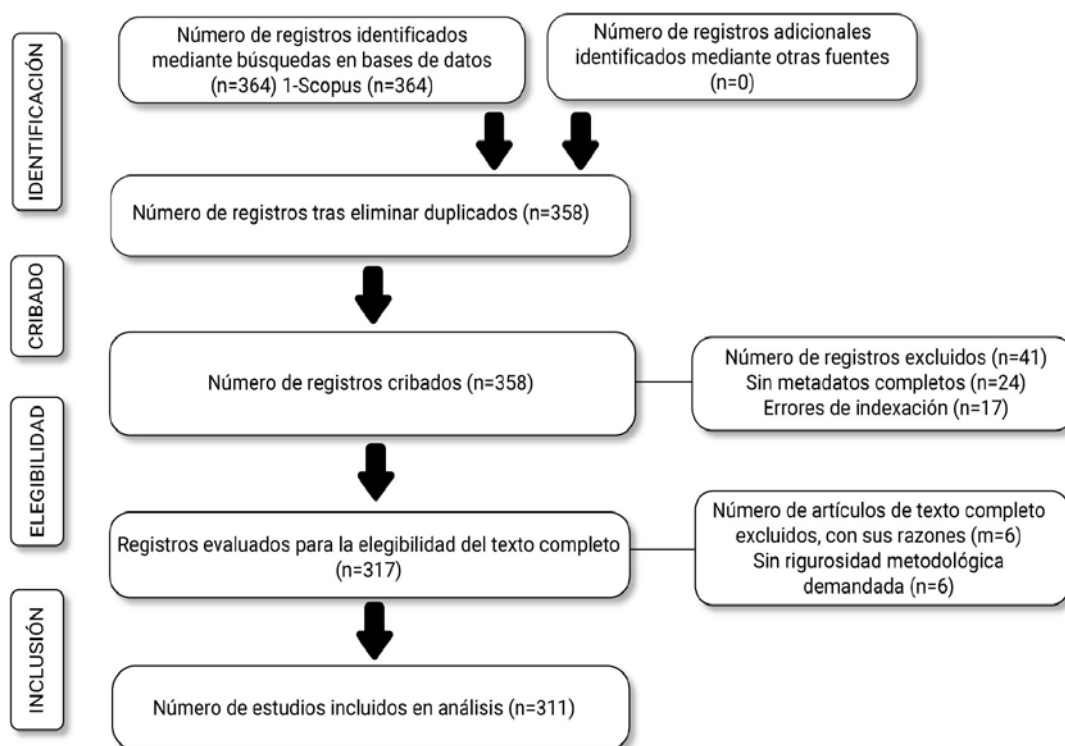 IDENTIFICACIÓN
Número de registros identificados
mediante búsquedas en bases de datos
(n=364) 1-Scopus (n=364)
Número de registros adicionales
identificados mediante otras fuentes
(n=0)
Número de registros tras eliminar duplicados (n=358)
CRIBADO
Número de registros cribados (n=358)
Número de registros excluidos (n=41)
Sin metadatos completos (n=24)
Errores de indexación (n=17)
ELEGIBILIDAD
Registros evaluados para la elegibilidad del texto completo
(n=317)
Número de artículos de texto completo
excluidos, con sus razones (m=6)
Sin rigurosidad metodológica
demandada (n=6)
INCLUSIÓN
Número de estudios incluidos en análisis (n=311)